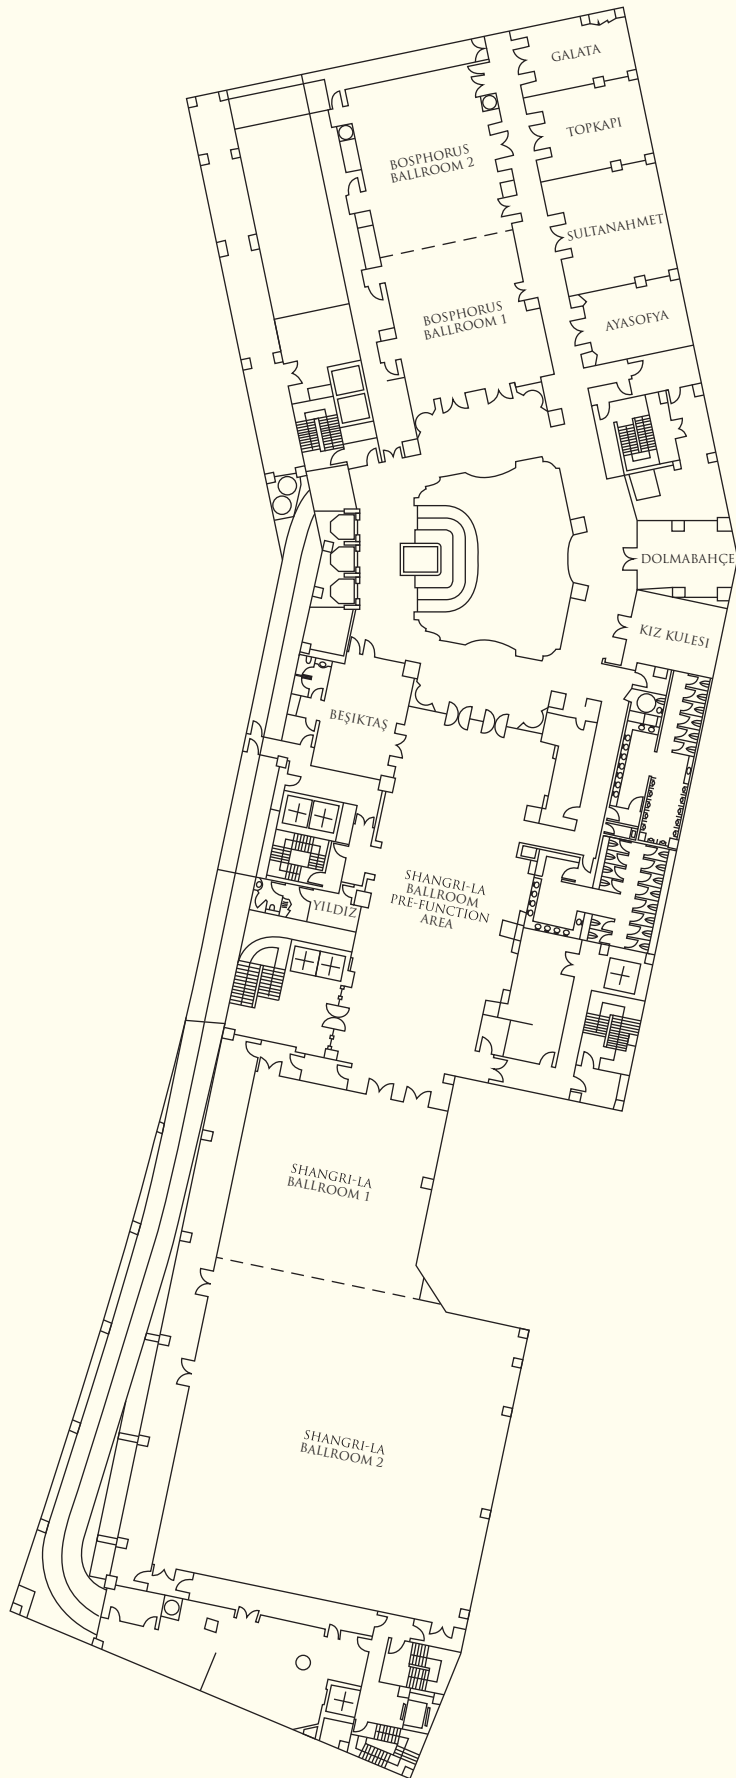 GALATA
TOPKAPI
BOSPHORUS
BALLROOM 2
SULTANAHMET
BOSPHORUS
BALLROOM 1
AYASOFYA
DOLMABAHÇE
KIZ KULESI
BEŞIKTAŞ
SHANGRI-LA
BALLROOM
PRE-FUNCTION
AREA
YILDIZ
SHANGRI-LA
BALLROOM 1
SHANGRI-LA
BALLROOM 2